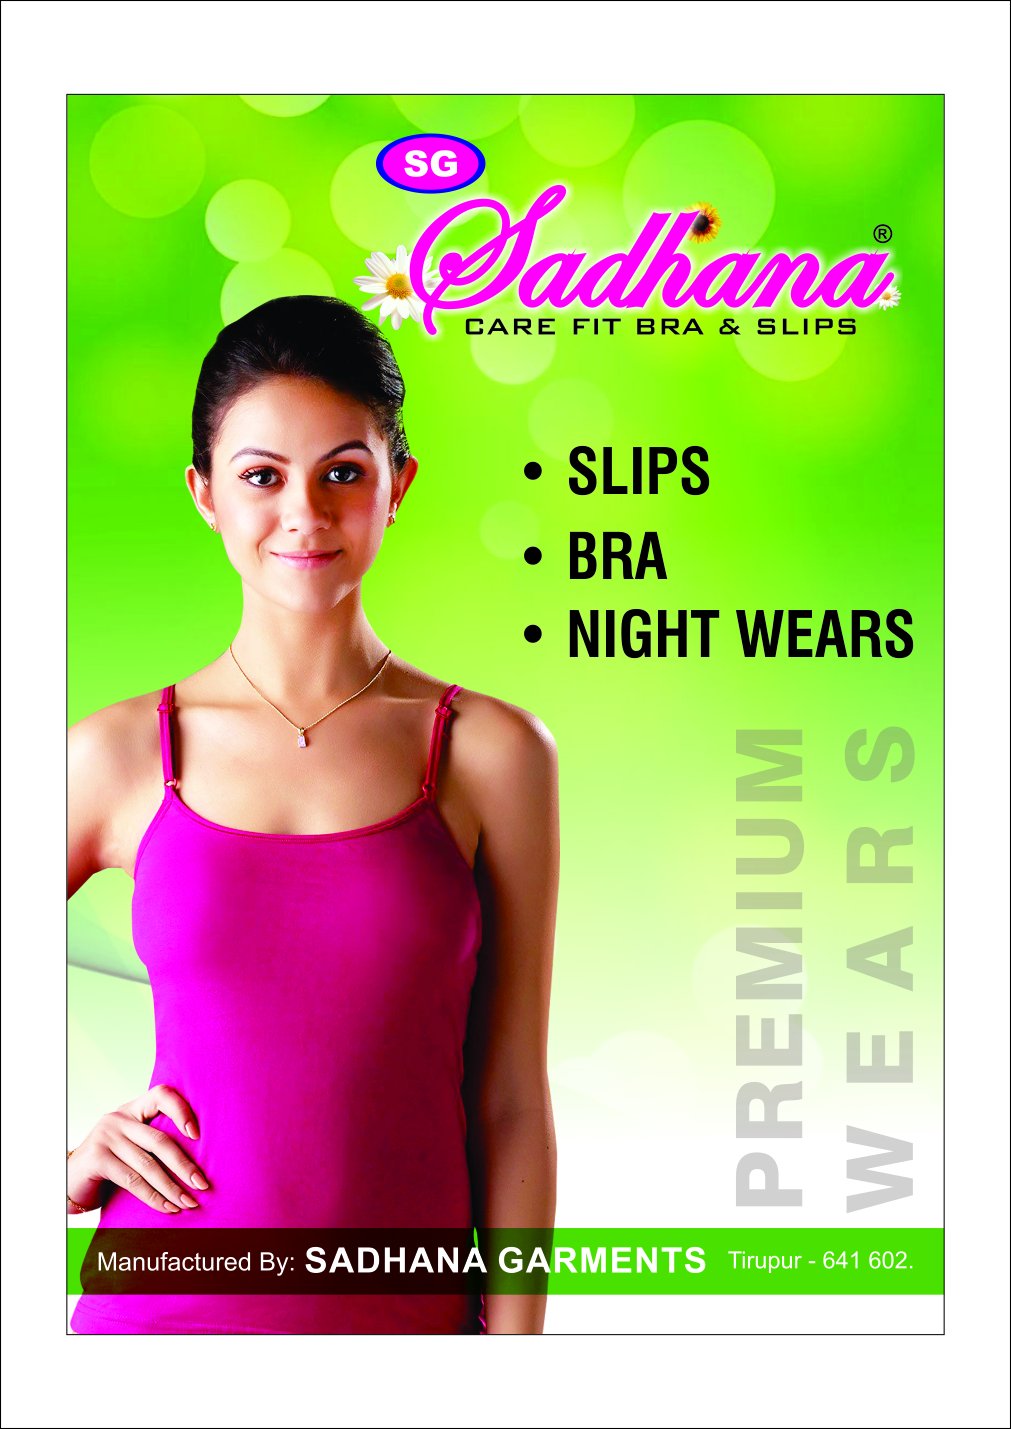 SG
Sadhana®
CARE FIT BRA & SLIPS
• SLIPS
• BRA
• NIGHT WEARS
PREMIUM
WEARS
Manufactured By: SADHANA GARMENTS Tirupur - 641 602.